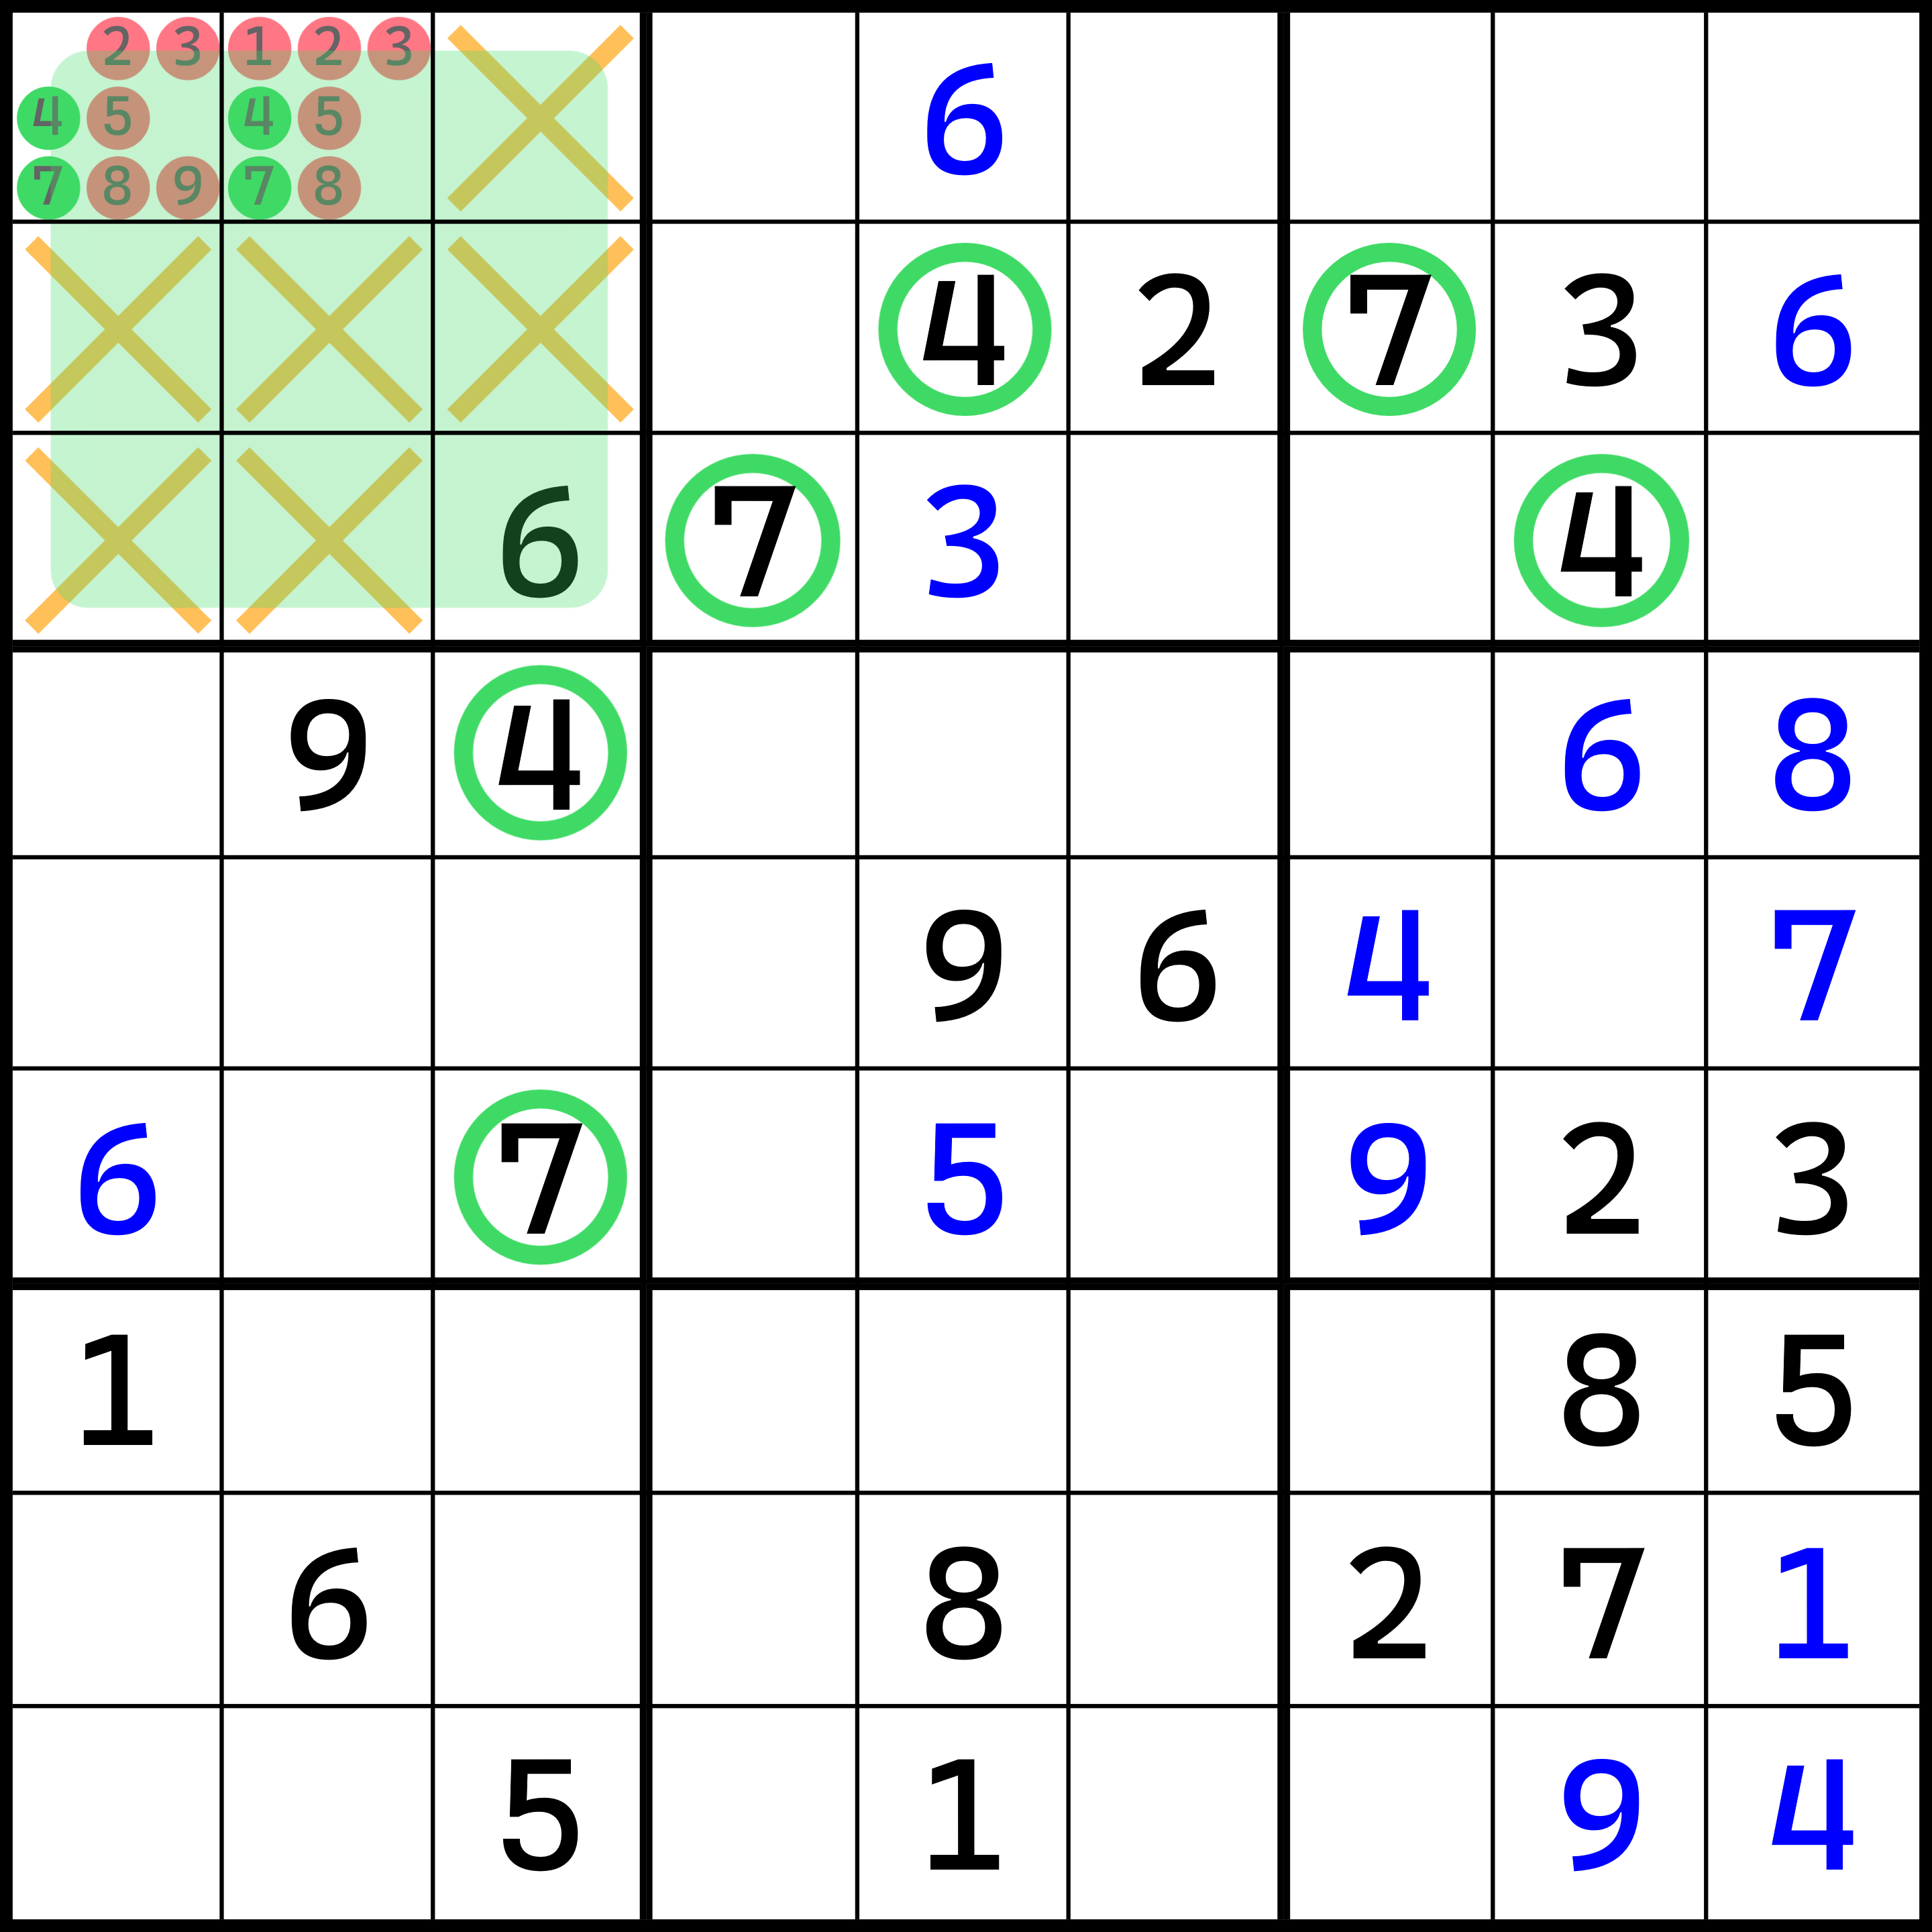 2 3 1 2 3
4 5 4 5
7 8 9 7 8
6
4 2 7 3 6
6 7 3 4
9 4 6 8
9 6 4 7
6 7 5 9 2 3
1 8 5
6 8 2 7 1
5 1 9 4